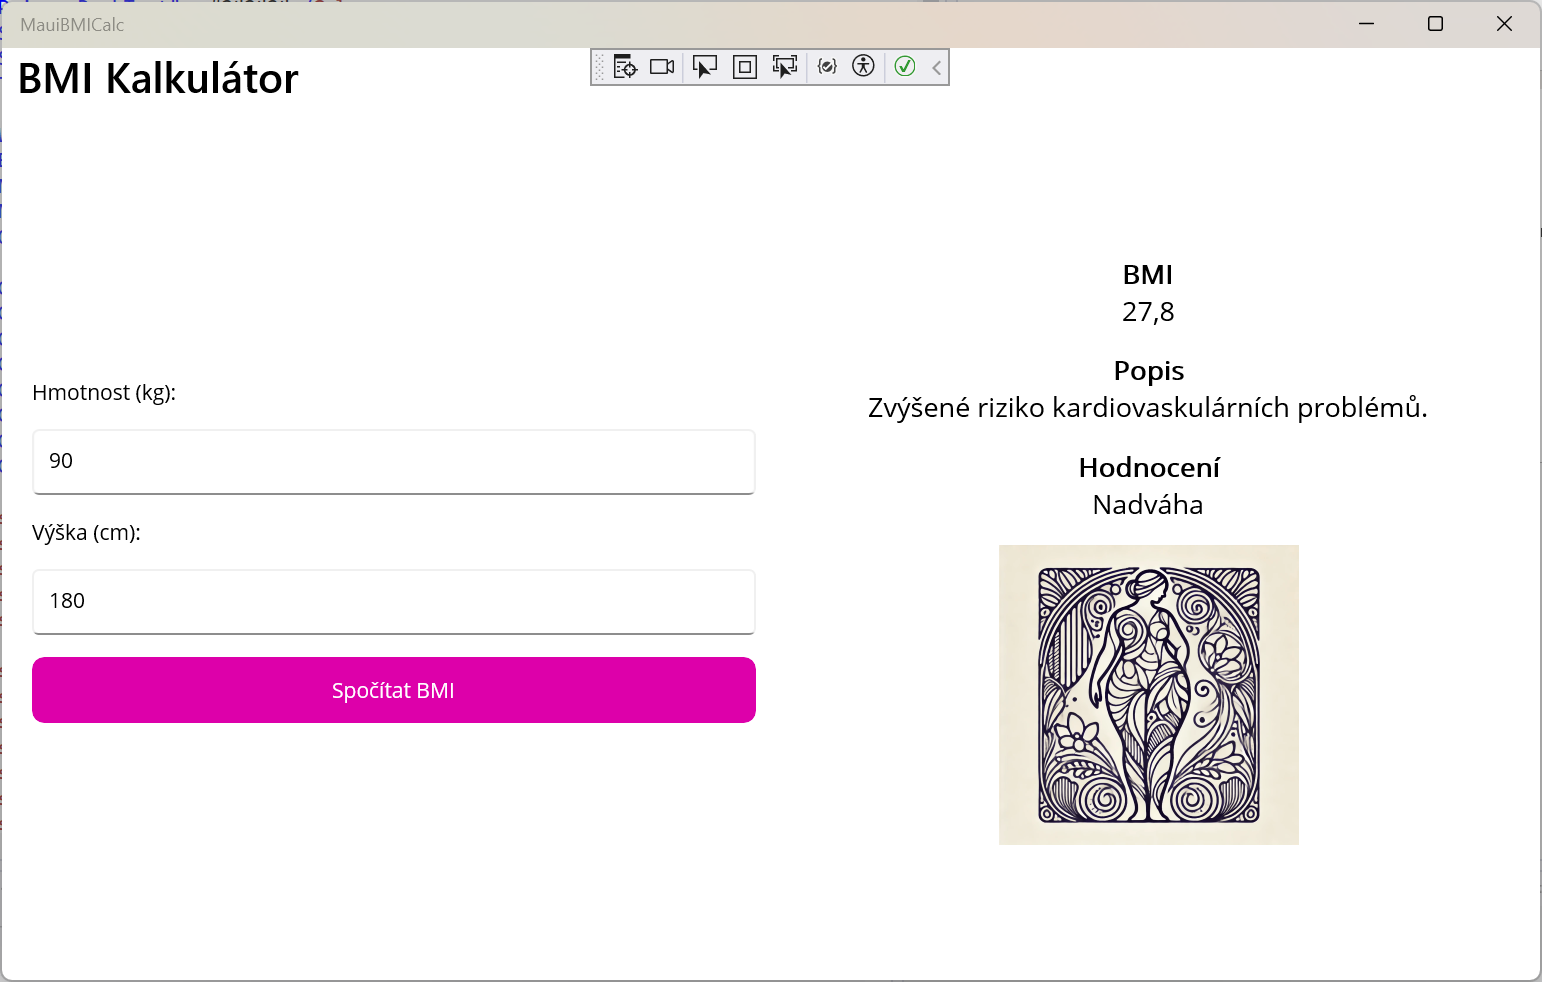 MauiBMICalc
BMI Kalkulátor
Hmotnost (kg):
90
Výška (cm):
180
Spočítat BMI
BMI
27,8
Popis
Zvýšené riziko kardiovaskulárních problémů.
Hodnocení
Nadváha